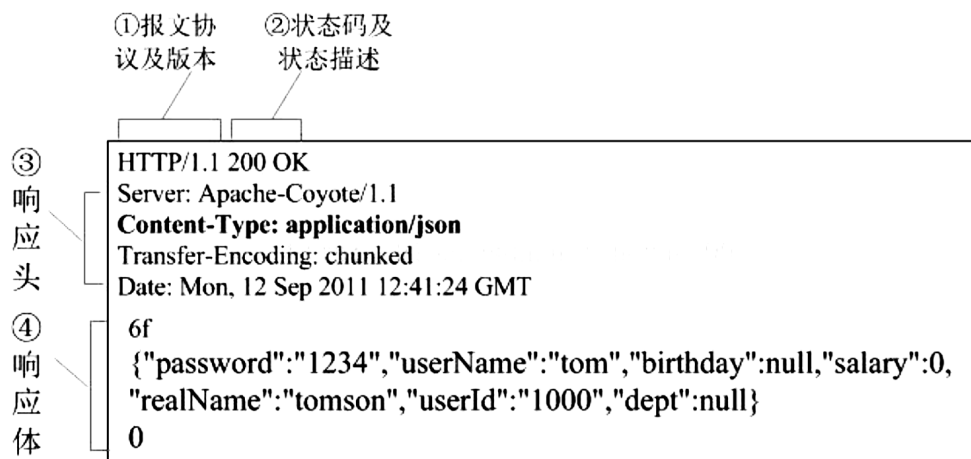 ①报文协
议及版本
②状态码及
状态描述
③
响
应
头
HTTP/1.1 200 OK
Server: Apache-Coyote/1.1
Content-Type: application/json
Transfer-Encoding: chunked
Date: Mon, 12 Sep 2011 12:41:24 GMT
④
响
应
体
6f
{"password":"1234","userName":"tom","birthday":null,"salary":0,
"realName":"tomson","userId":"1000","dept":null}
0